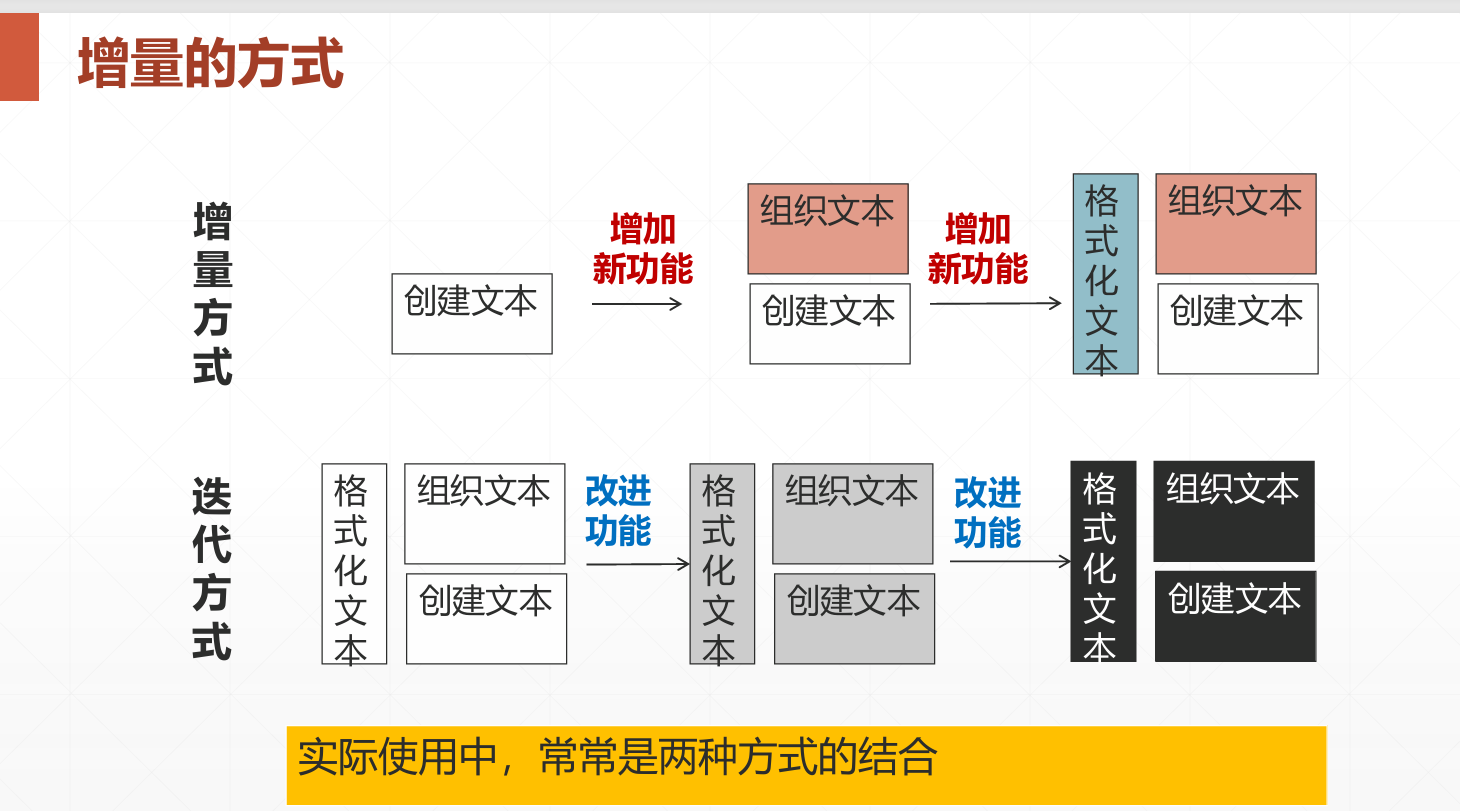 增量的方式
增量方式
创建文本
增加
新功能
组织文本
创建文本
增加
新功能
格式化文本
组织文本
创建文本
迭代方式
格式化文本
组织文本
创建文本
改进
功能
格式化文本
组织文本
创建文本
改进
功能
格式化文本
组织文本
创建文本
实际使用中，常常是两种方式的结合